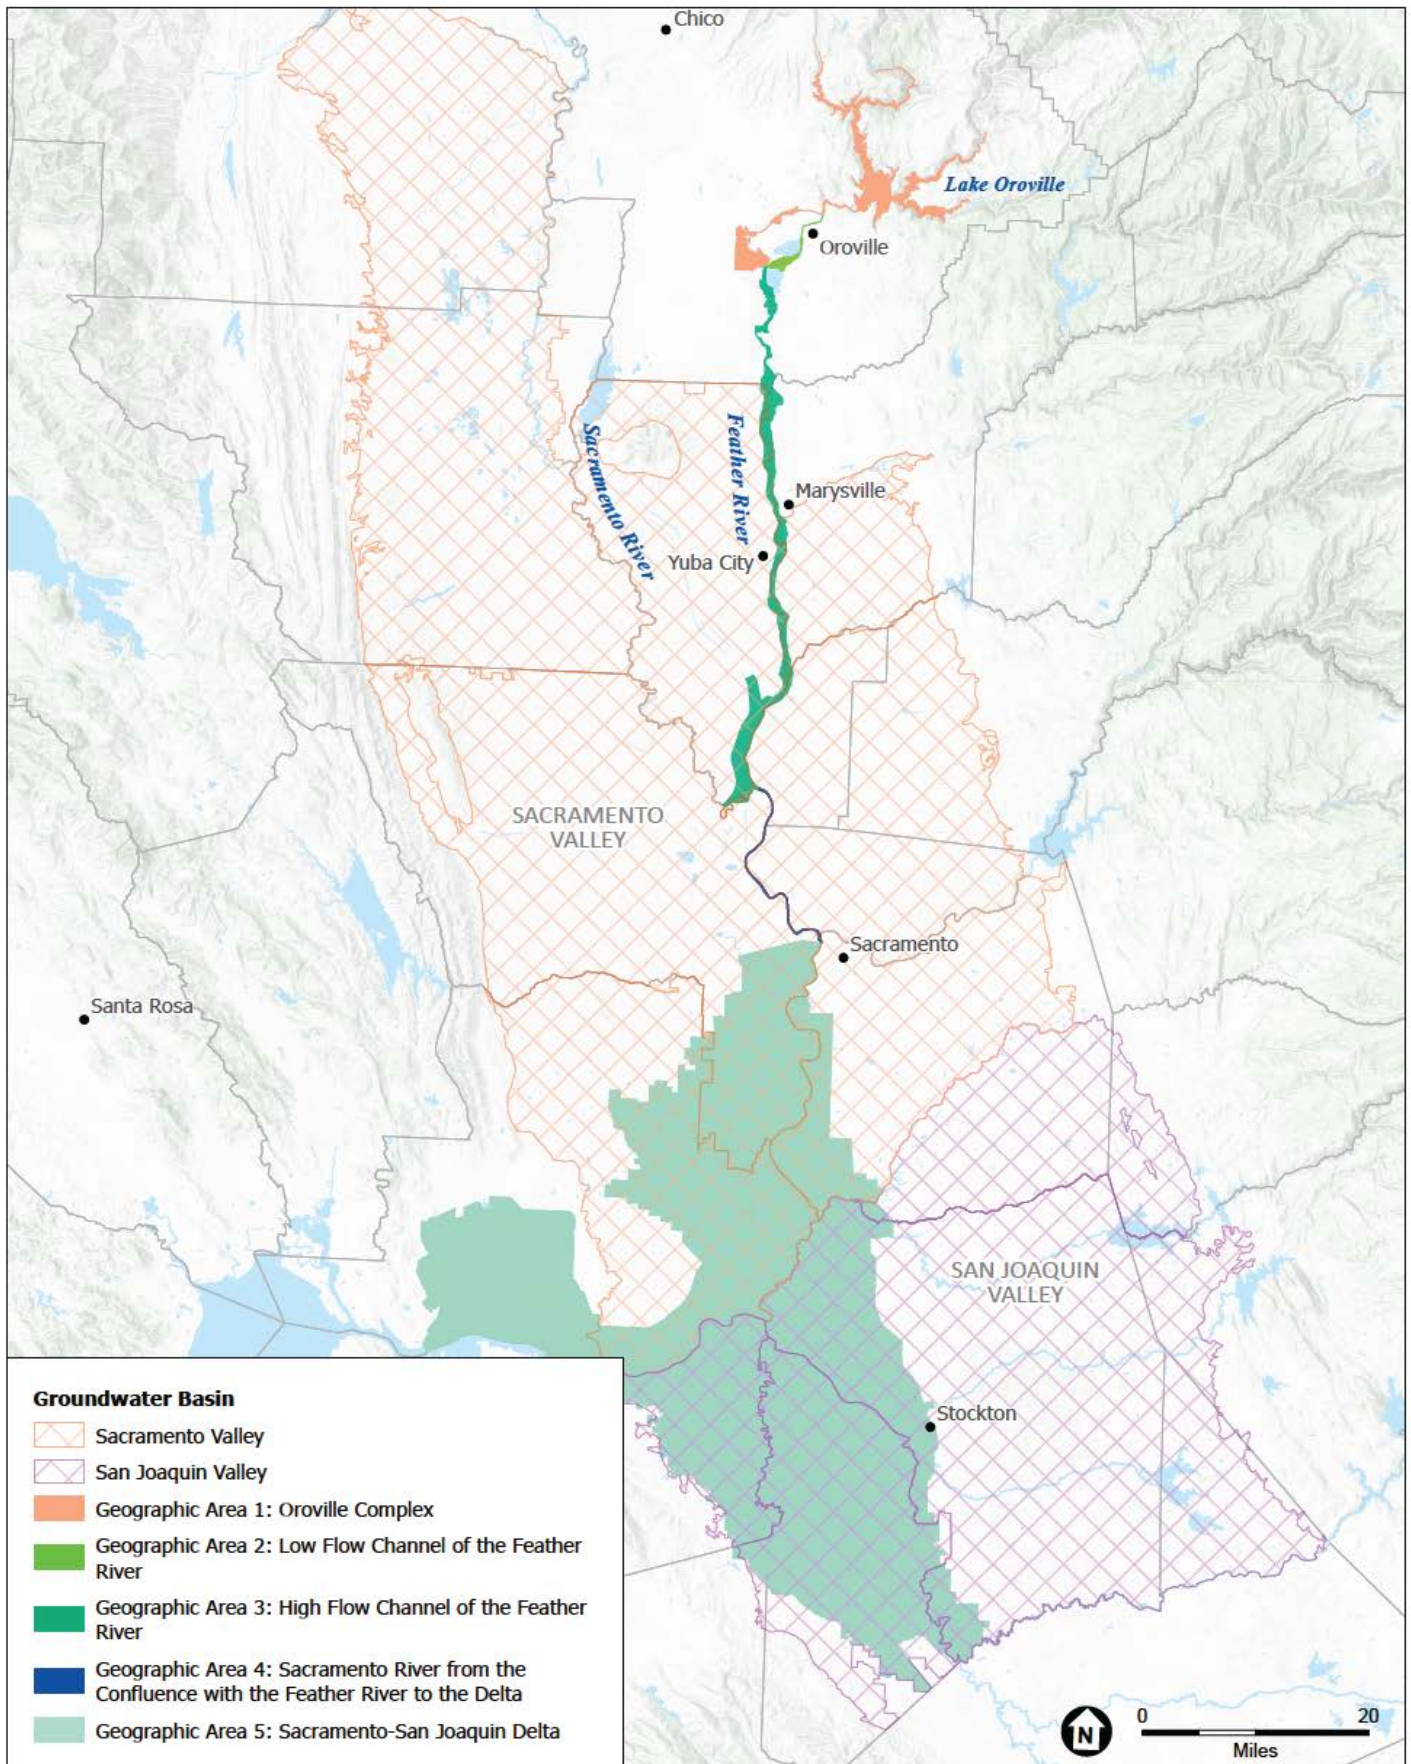 Chico
Lake Oroville
Oroville
Sacramento River
Feather River
Marysville
Yuba City
SACRAMENTO
VALLEY
Sacramento
Santa Rosa
SAN JOAQUIN
VALLEY
Stockton
Groundwater Basin
Sacramento Valley
San Joaquin Valley
Geographic Area 1: Oroville Complex
Geographic Area 2: Low Flow Channel of the Feather
River
Geographic Area 3: High Flow Channel of the Feather
River
Geographic Area 4: Sacramento River from the
Confluence with the Feather River to the Delta
Geographic Area 5: Sacramento-San Joaquin Delta
N
0 20
Miles